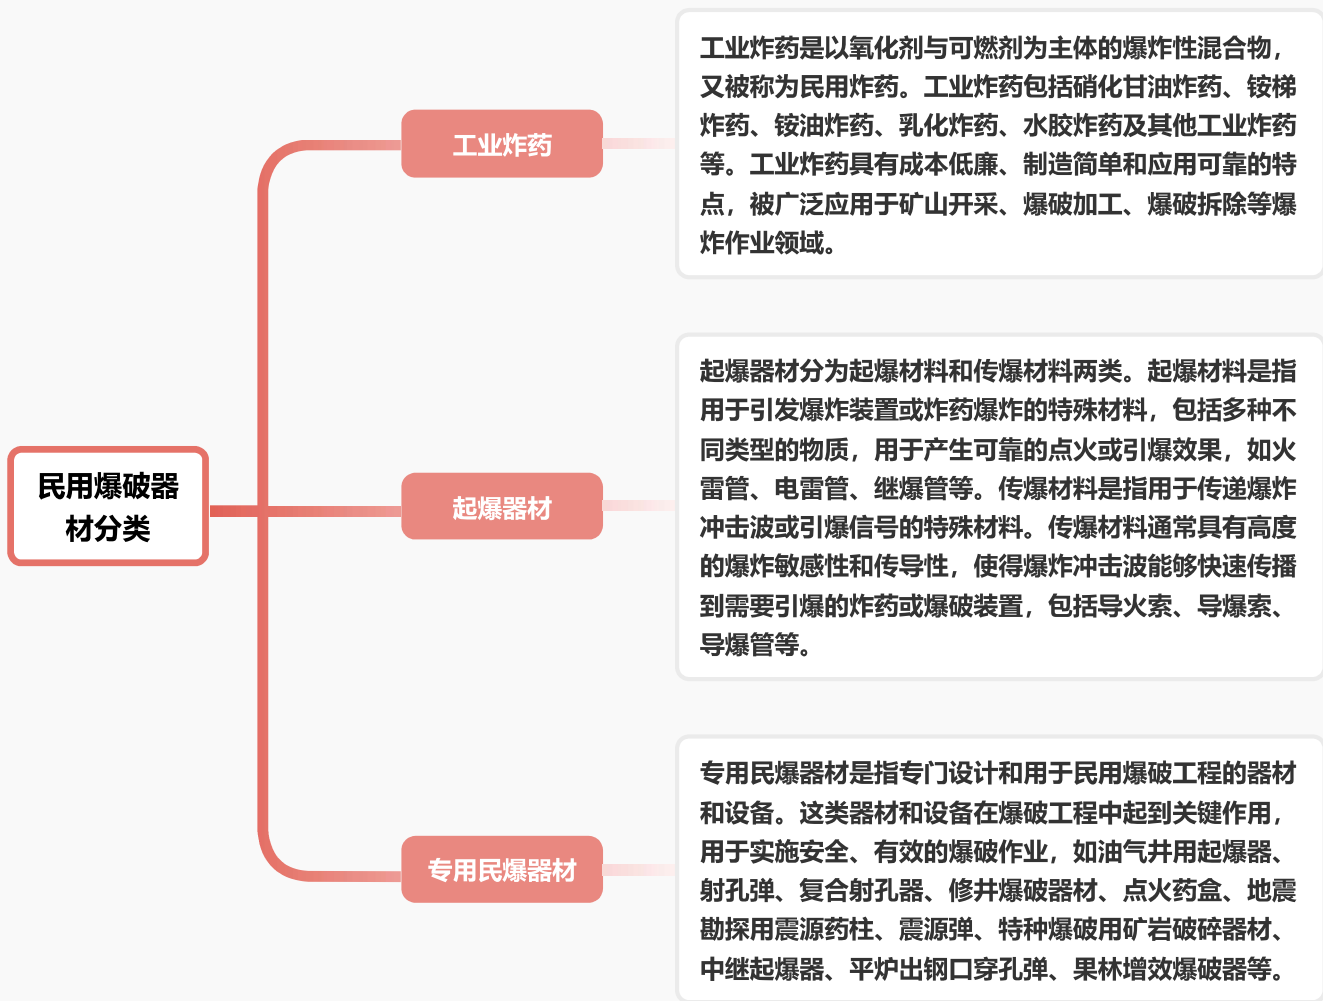 工业炸药是以氧化剂与可燃剂为主体的爆炸性混合物，
又被称为民用炸药。工业炸药包括硝化甘油炸药、铵梯
炸药、铵油炸药、乳化炸药、水胶炸药及其他工业炸药
等。工业炸药具有成本低廉、制造简单和应用可靠的特
点，被广泛应用于矿山开采、爆破加工、爆破拆除等爆
炸作业领域。
工业炸药
起爆器材分为起爆材料和传爆材料两类。起爆材料是指
用于引发爆炸装置或炸药爆炸的特殊材料，包括多种不
同类型的物质，用于产生可靠的点火或引爆效果，如火
雷管、电雷管、继爆管等。传爆材料是指用于传递爆炸
冲击波或引爆信号的特殊材料。传爆材料通常具有高度
的爆炸敏感性和传导性，使得爆炸冲击波能够快速传播
到需要引爆的炸药或爆破装置，包括导火索、导爆索、
导爆管等。
民用爆破器
材分类
起爆器材
专用民爆器材是指专门设计和用于民用爆破工程的器材
和设备。这类器材和设备在爆破工程中起到关键作用，
用于实施安全、有效的爆破作业，如油气井用起爆器、
射孔弹、复合射孔器、修井爆破器材、点火药盒、地震
勘探用震源药柱、震源弹、特种爆破用矿岩破碎器材、
中继起爆器、平炉出钢口穿孔弹、果林增效爆破器等。
专用民爆器材